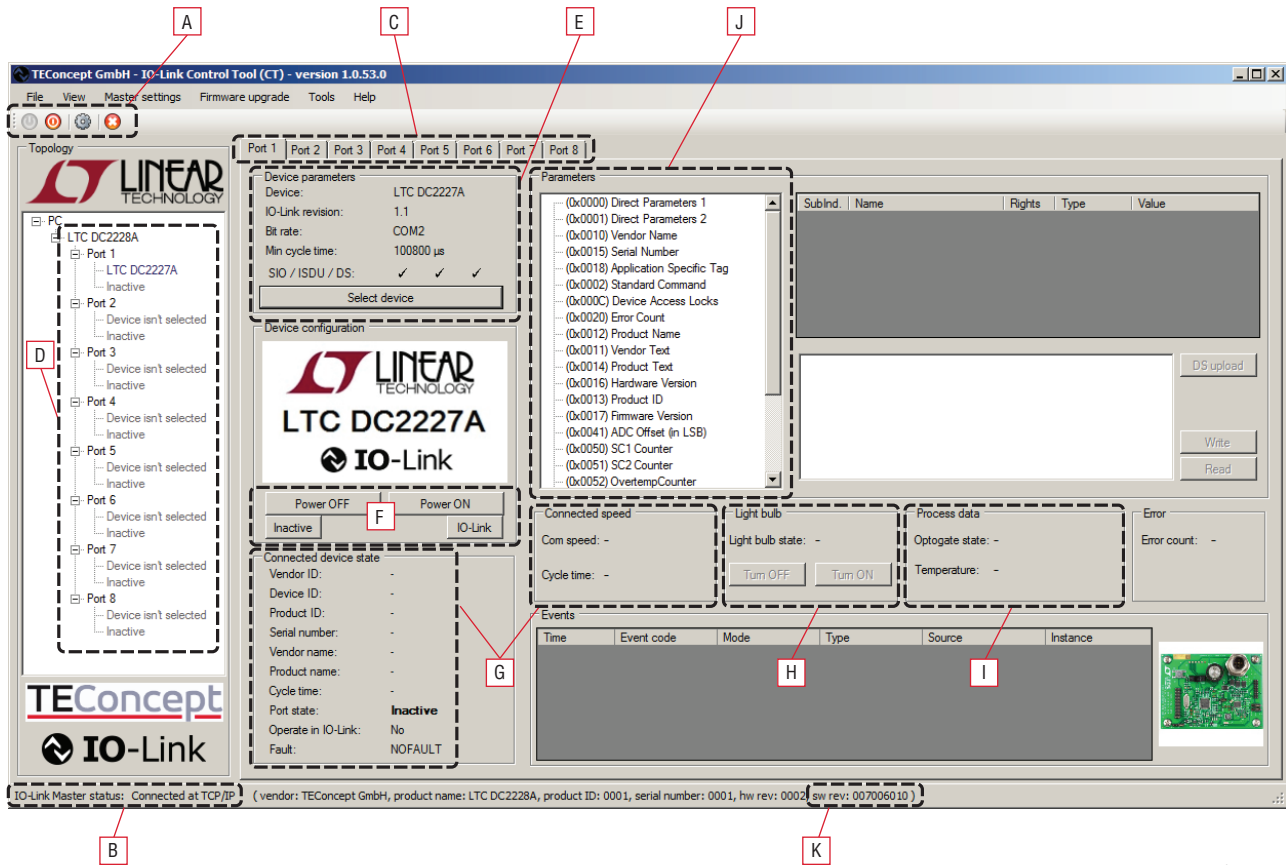 A
C
E
J
TEConcept GmbH - IO-Link Control Tool (CT) - version 1.0.53.0
File View Master settings Firmware upgrade Tools Help
Topology
LINEAR
TECHNOLOGY
PC
LTC DC2228A
Port 1
LTC DC2227A
Inactive
Port 2
Device isn't selected
Inactive
Port 3
Device isn't selected
Inactive
Port 4
Device isn't selected
Inactive
Port 5
Device isn't selected
Inactive
Port 6
Device isn't selected
Inactive
Port 7
Device isn't selected
Inactive
Port 8
Device isn't selected
Inactive
D
TEConcept
IO-Link
Port 1 Port 2 Port 3 Port 4 Port 5 Port 6 Port 7 Port 8
Device parameters
Device: LTC DC2227A
IO-Link revision: 1.1
Bit rate: COM2
Min cycle time: 100800 µs
SIO / ISDU / DS: ✓ ✓ ✓
Select device
Device configuration
LINEAR
TECHNOLOGY
LTC DC2227A
IO-Link
Power OFF Power ON
F
Inactive IO-Link
Connected device state
Vendor ID: -
Device ID: -
Product ID: -
Serial number: -
Vendor name: -
Product name: -
Cycle time: -
Port state: Inactive
Operate in IO-Link: No
Fault: NOFAULT
G
Parameters
(0x0000) Direct Parameters 1
(0x0001) Direct Parameters 2
(0x0010) Vendor Name
(0x0015) Serial Number
(0x0018) Application Specific Tag
(0x0002) Standard Command
(0x000C) Device Access Locks
(0x0020) Error Count
(0x0012) Product Name
(0x0011) Vendor Text
(0x0014) Product Text
(0x0016) Hardware Version
(0x0013) Product ID
(0x0017) Firmware Version
(0x0041) ADC Offset (in LSB)
(0x0050) SC1 Counter
(0x0051) SC2 Counter
(0x0052) OvertempCounter
SubInd. Name Rights Type Value
DS upload
Write
Read
Connected speed
Com speed: -
Cycle time: -
Light bulb
Light bulb state: -
Turn OFF Turn ON
Process data
Optogate state: -
Temperature: -
Error
Error count: -
Events
Time Event code Mode Type Source Instance
H
I
IO-Link Master status: Connected at TCP/IP ( vendor: TEConcept GmbH, product name: LTC DC2228A, product ID: 0001, serial number: 0001, hw rev: 0002, sw rev: 007006010 )
B
K